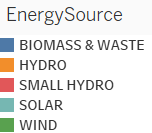 EnergySource
BIOMASS & WASTE
HYDRO
SMALL HYDRO
SOLAR
WIND